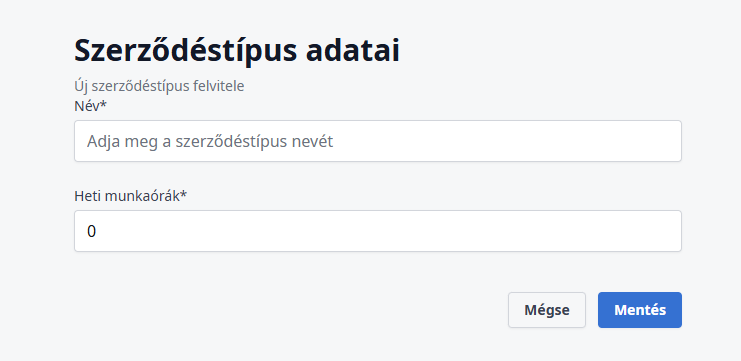 Szerződéstípus adatai
Új szerződéstípus felvitele
Név*
Adja meg a szerződéstípus nevét
Heti munkaórák*
0
Mégse
Mentés